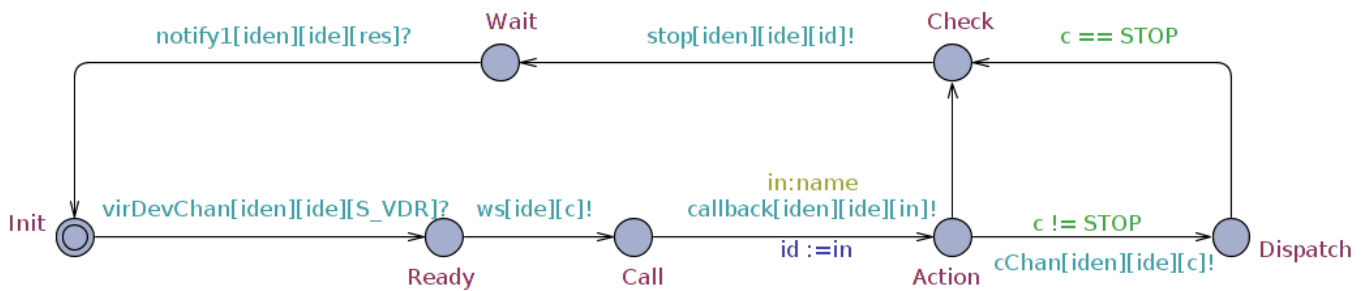 Wait
Check
notify1[iden][ide][res]?
stop[iden][ide][id]!
c == STOP
in:name
Init
virDevChan[iden][ide][S_VDR]?
ws[ide][c]!
callback[iden][ide][in]!
c != STOP
id :=in
Dispatch
cChan[iden][ide][c]!
Ready
Call
Action